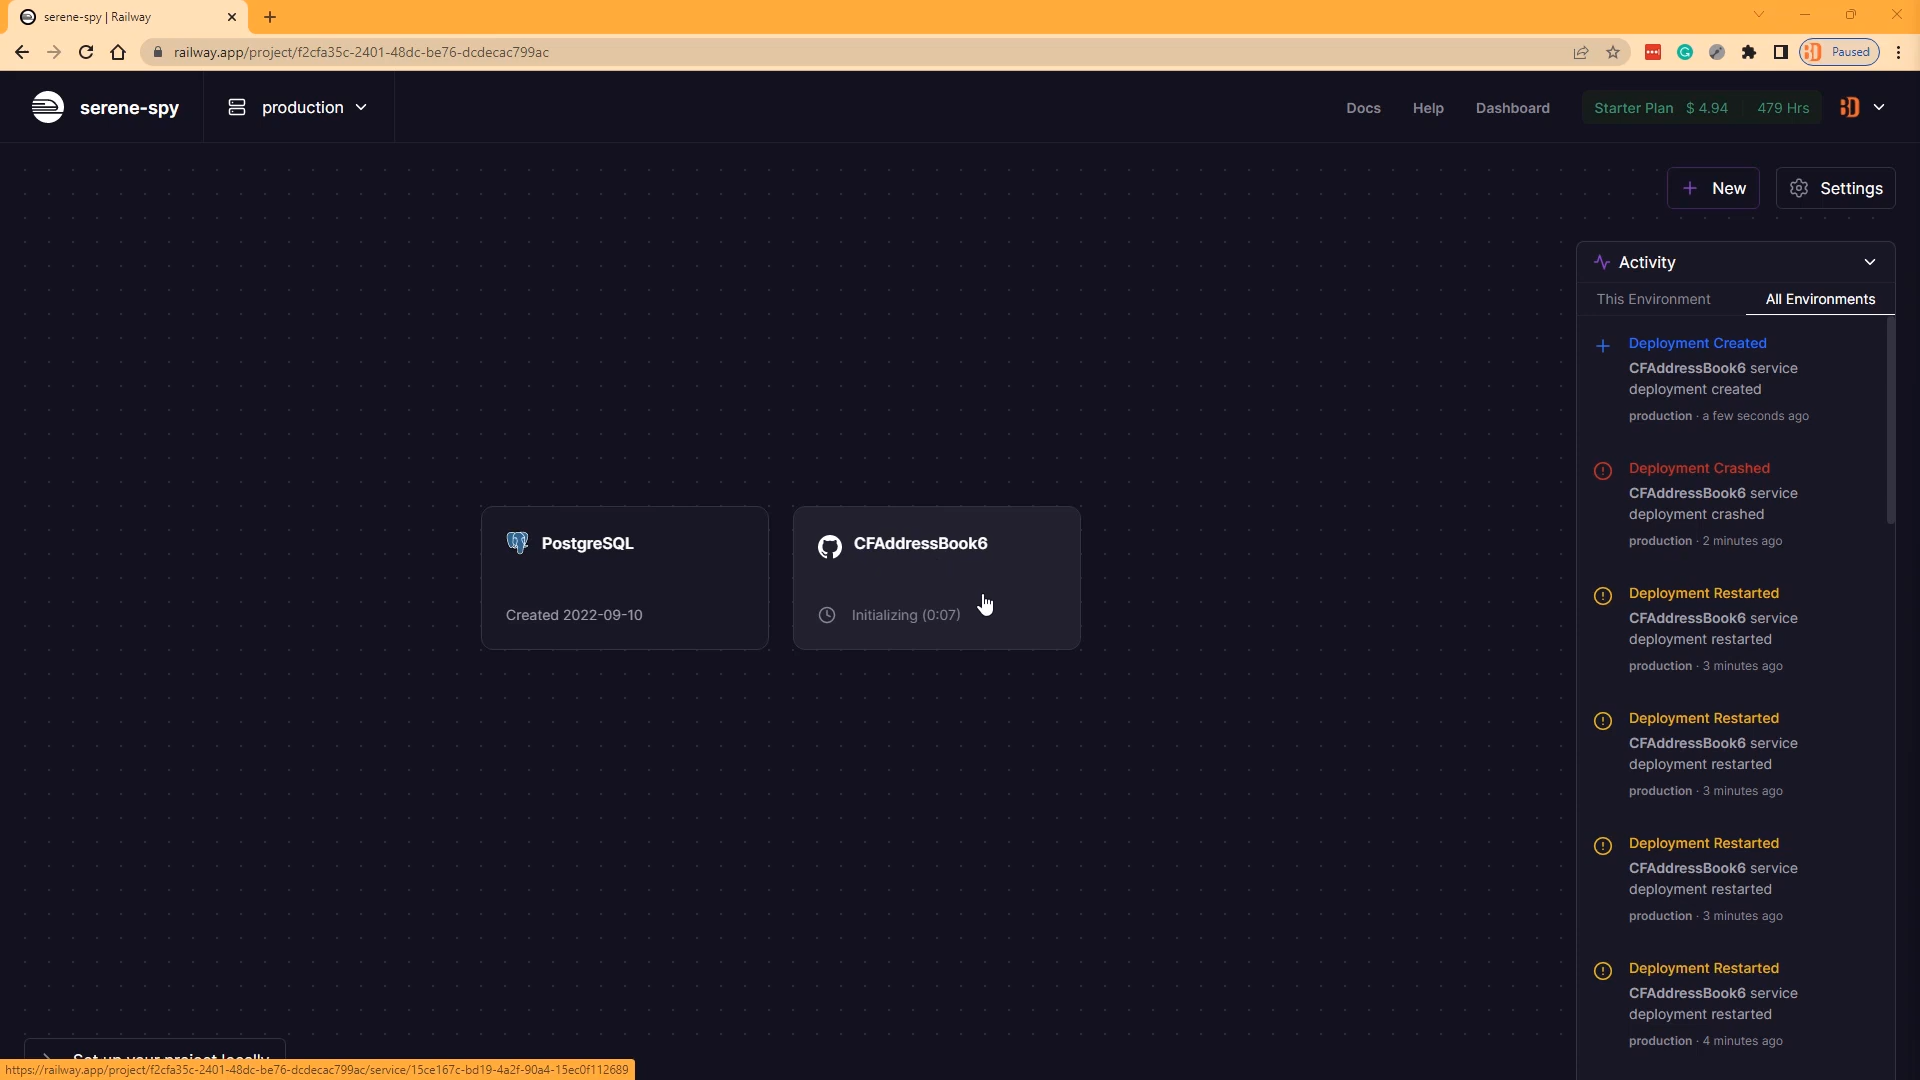 serene-spy | Railway
railway.app/project/f2cfa35c-2401-48dc-be76-dcdecac799ac
Paused
serene-spy
production
Docs
Help
Dashboard
Starter Plan $ 4.94 479 Hrs
New
Settings
Activity
This Environment
All Environments
Deployment Created
CFAddressBook6 service
deployment created
production · a few seconds ago
Deployment Crashed
CFAddressBook6 service
deployment crashed
production · 2 minutes ago
Deployment Restarted
CFAddressBook6 service
deployment restarted
production · 3 minutes ago
Deployment Restarted
CFAddressBook6 service
deployment restarted
production · 3 minutes ago
Deployment Restarted
CFAddressBook6 service
deployment restarted
production · 3 minutes ago
Deployment Restarted
CFAddressBook6 service
deployment restarted
production · 4 minutes ago
PostgreSQL
Created 2022-09-10
CFAddressBook6
Initializing (0:07)
Set up your project locally
https://railway.app/project/f2cfa35c-2401-48dc-be76-dcdecac799ac/service/15ce167c-bd19-4a2f-90a4-15ec0f112689